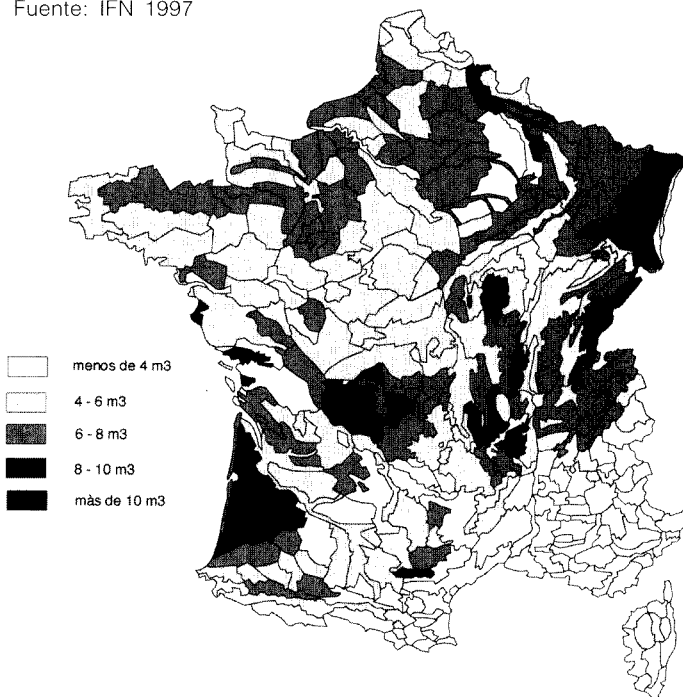 Fuente: IFN 1997
menos de 4 m3
4 - 6 m3
6 - 8 m3
8 - 10 m3
màs de 10 m3